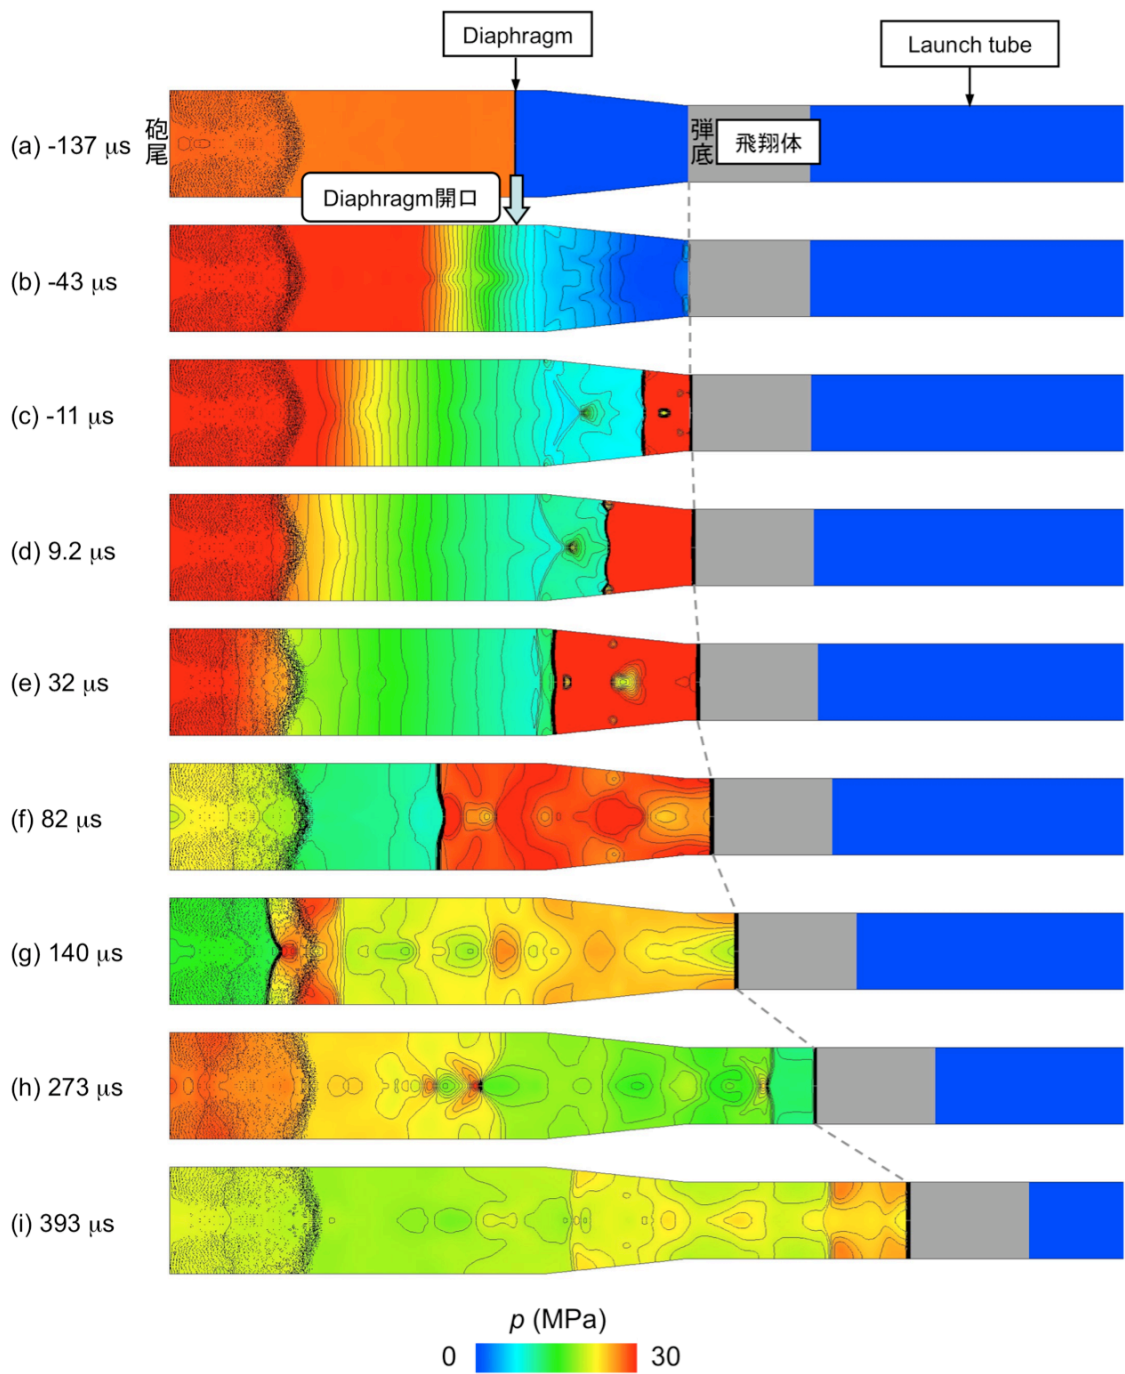 Diaphragm
Launch tube
(a) -137 μs
砲尾
弾底
飛翔体
Diaphragm開口
(b) -43 μs
(c) -11 μs
(d) 9.2 μs
(e) 32 μs
(f) 82 μs
(g) 140 μs
(h) 273 μs
(i) 393 μs
p (MPa)
0 30